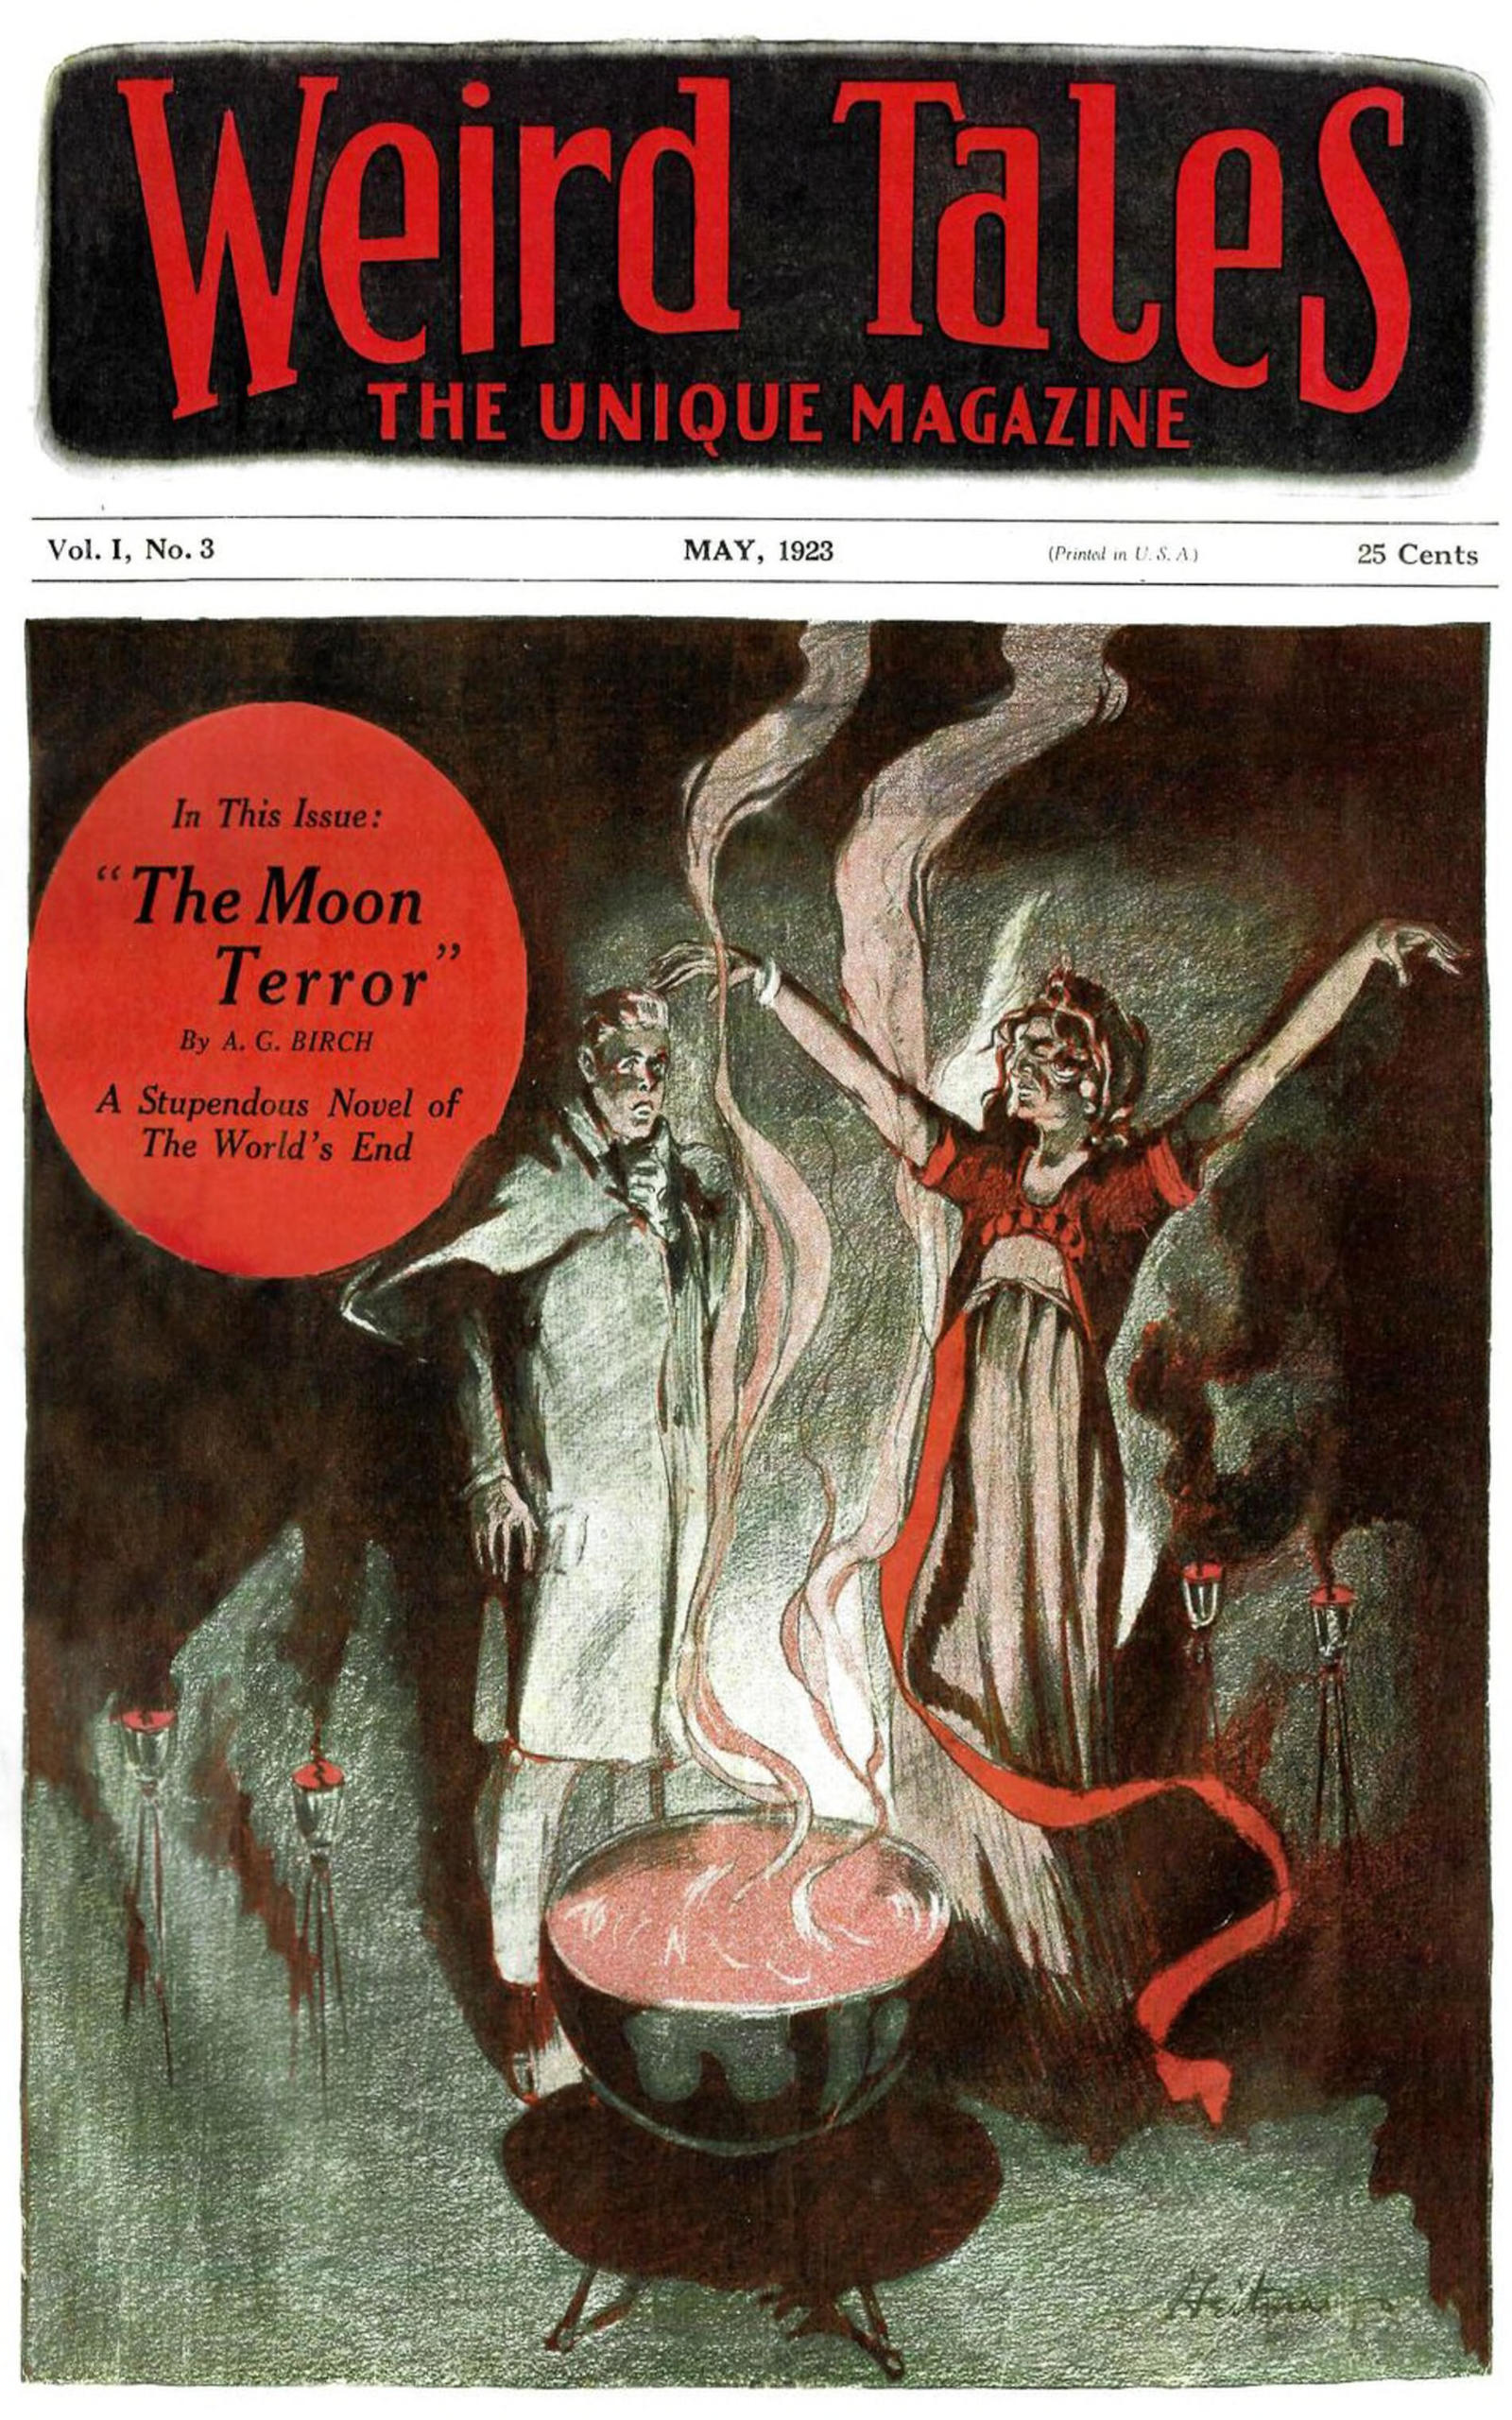 Weird Tales
THE UNIQUE MAGAZINE
Vol. I, No. 3 MAY, 1923 (Printed in U. S. A.) 25 Cents
In This Issue:
“The Moon
Terror”
By A. G. BIRCH
A Stupendous Novel of
The World's End